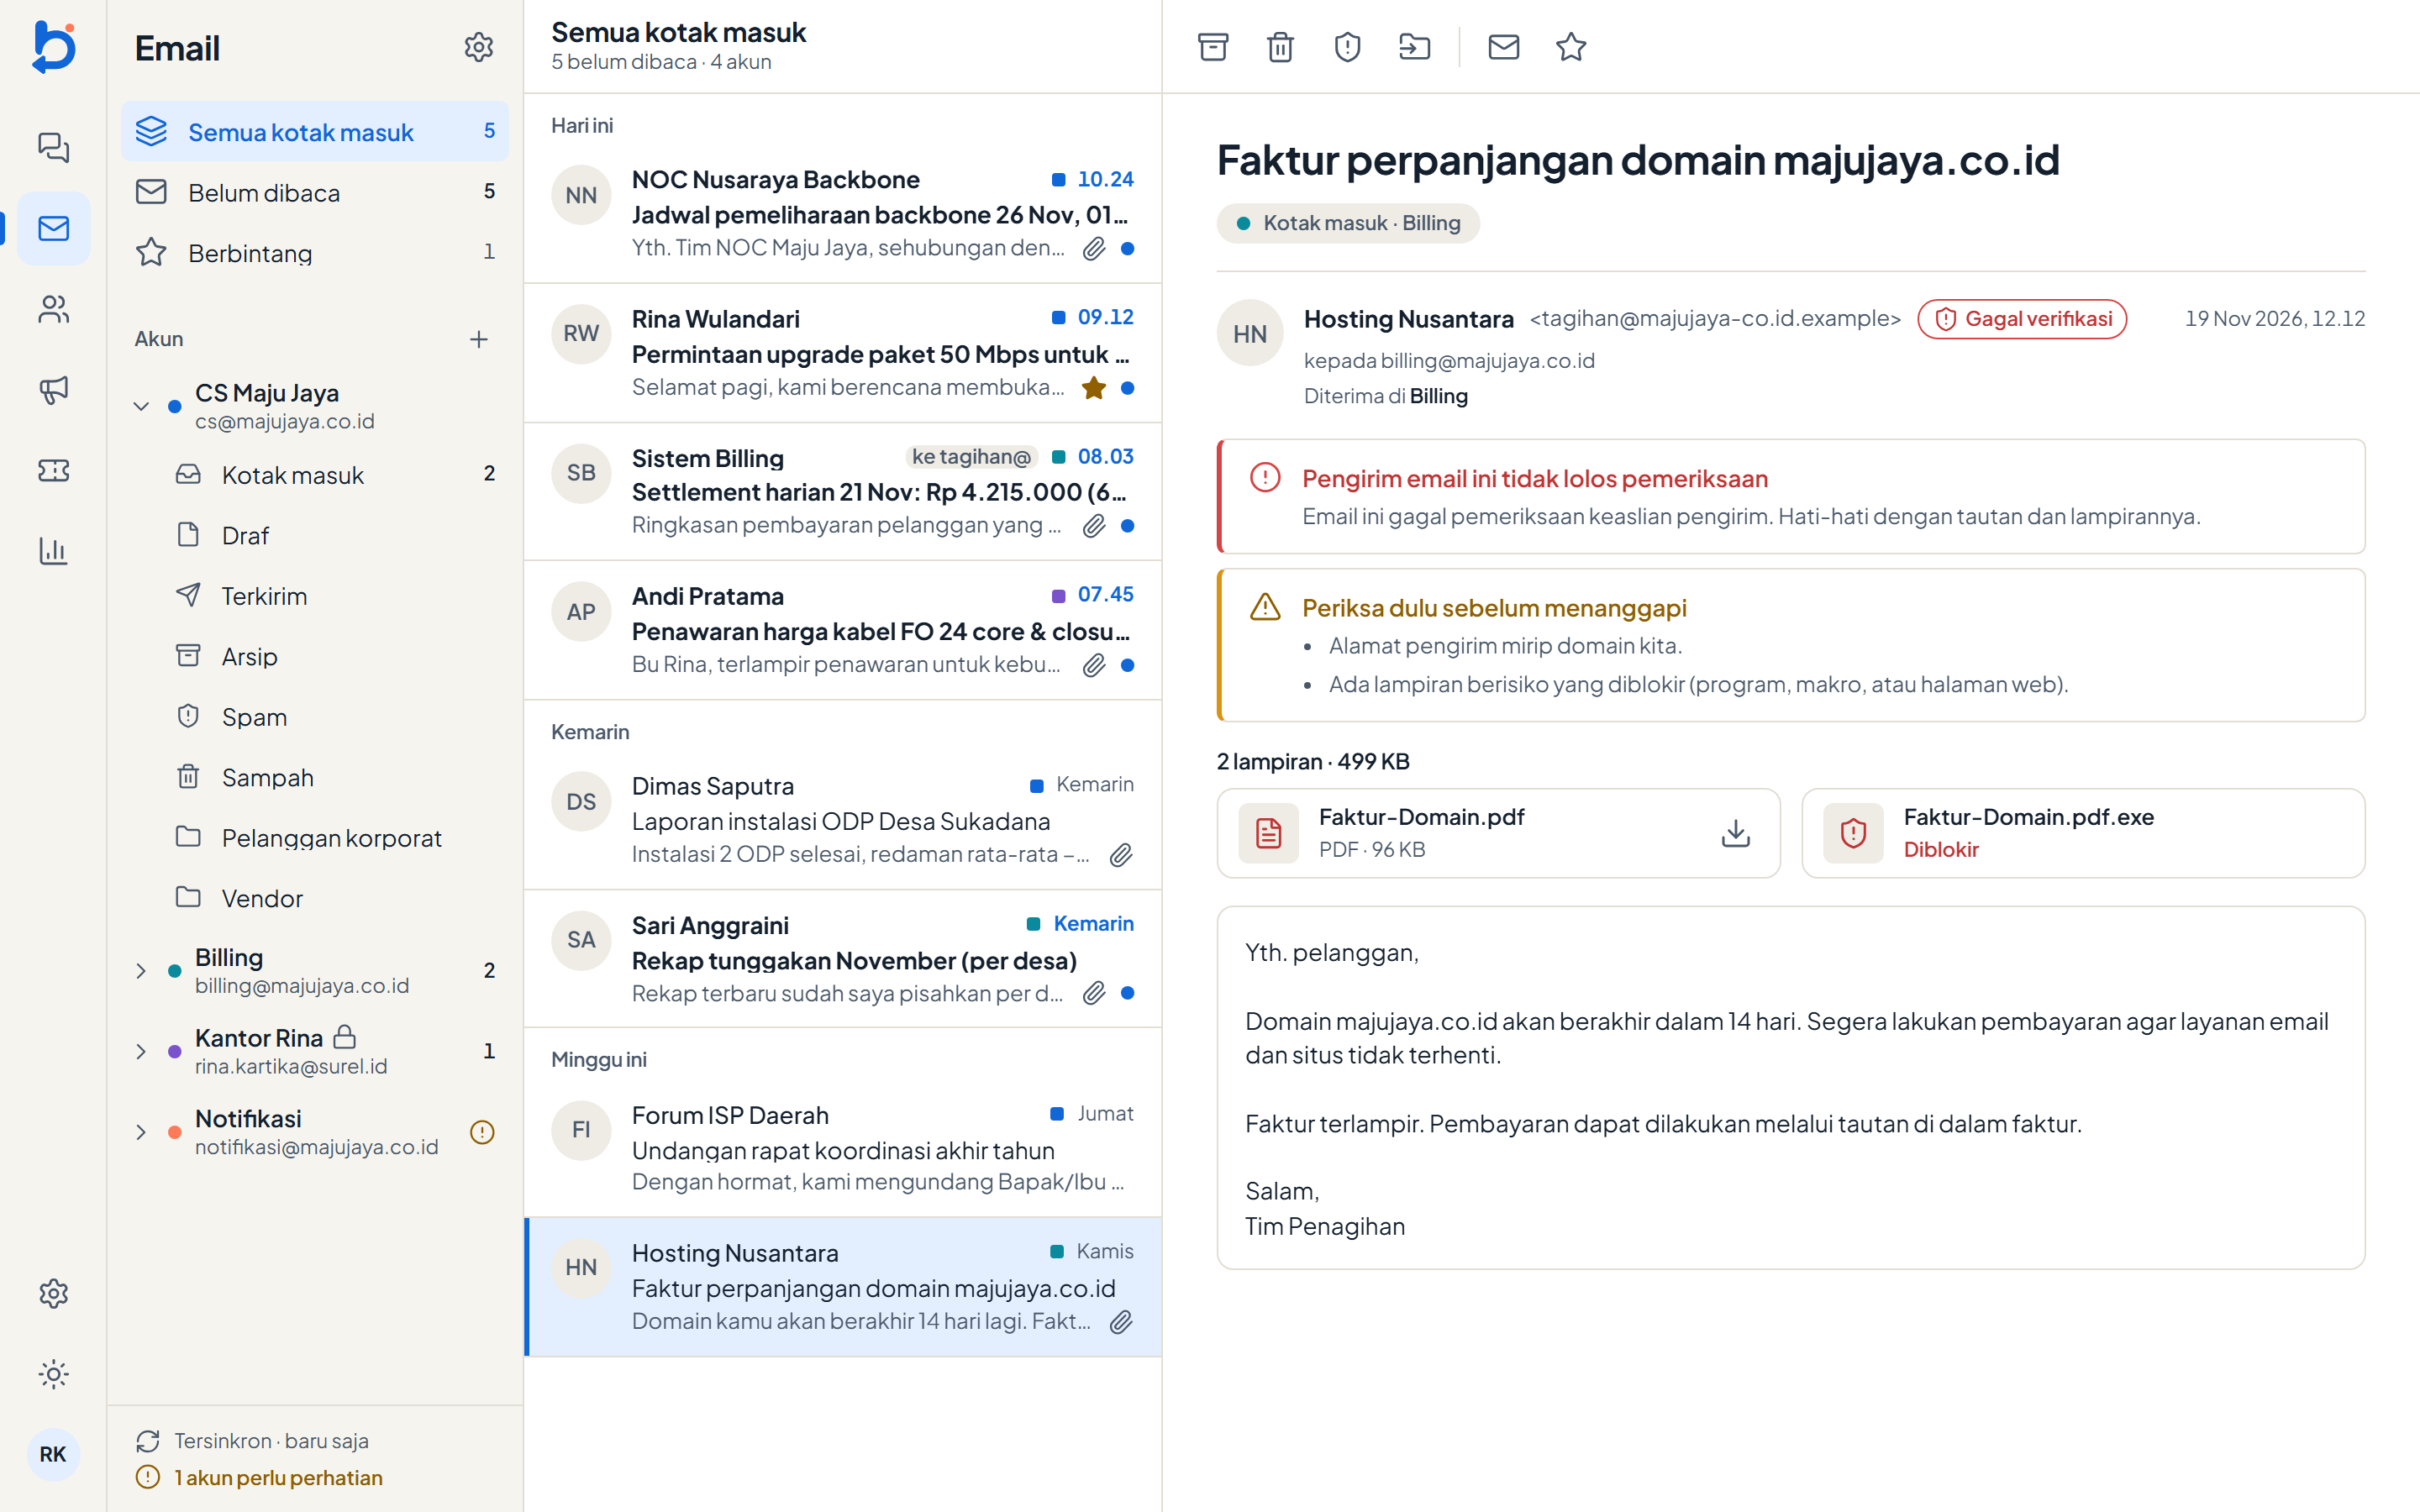 Email
Semua kotak masuk 5
Belum dibaca 5
Berbintang 1
Akun
CS Maju Jaya
cs@majujaya.co.id
Kotak masuk 2
Draf
Terkirim
Arsip
Spam
Sampah
Pelanggan korporat
Vendor
Billing
billing@majujaya.co.id
2
Kantor Rina
rina.kartika@surel.id
1
Notifikasi
notifikasi@majujaya.co.id
Tersinkron · baru saja
1 akun perlu perhatian
RK
Semua kotak masuk
5 belum dibaca · 4 akun
Hari ini
NN
NOC Nusaraya Backbone 10.24
Jadwal pemeliharaan backbone 26 Nov, 01...
Yth. Tim NOC Maju Jaya, sehubungan den...
RW
Rina Wulandari 09.12
Permintaan upgrade paket 50 Mbps untuk ...
Selamat pagi, kami berencana membuka...
SB
Sistem Billing ke tagihan@ 08.03
Settlement harian 21 Nov: Rp 4.215.000 (6...
Ringkasan pembayaran pelanggan yang ...
AP
Andi Pratama 07.45
Penawaran harga kabel FO 24 core & closu...
Bu Rina, terlampir penawaran untuk kebu...
Kemarin
DS
Dimas Saputra Kemarin
Laporan instalasi ODP Desa Sukadana
Instalasi 2 ODP selesai, redaman rata-rata –...
SA
Sari Anggraini Kemarin
Rekap tunggakan November (per desa)
Rekap terbaru sudah saya pisahkan per d...
Minggu ini
FI
Forum ISP Daerah Jumat
Undangan rapat koordinasi akhir tahun
Dengan hormat, kami mengundang Bapak/Ibu ...
HN
Hosting Nusantara Kamis
Faktur perpanjangan domain majujaya.co.id
Domain kamu akan berakhir 14 hari lagi. Fakt...
Faktur perpanjangan domain majujaya.co.id
Kotak masuk · Billing
HN
Hosting Nusantara <tagihan@majujaya-co.id.example> Gagal verifikasi 19 Nov 2026, 12.12
kepada billing@majujaya.co.id
Diterima di Billing
Pengirim email ini tidak lolos pemeriksaan
Email ini gagal pemeriksaan keaslian pengirim. Hati-hati dengan tautan dan lampirannya.
Periksa dulu sebelum menanggapi
• Alamat pengirim mirip domain kita.
• Ada lampiran berisiko yang diblokir (program, makro, atau halaman web).
2 lampiran · 499 KB
Faktur-Domain.pdf
PDF · 96 KB
Faktur-Domain.pdf.exe
Diblokir
Yth. pelanggan,
Domain majujaya.co.id akan berakhir dalam 14 hari. Segera lakukan pembayaran agar layanan email
dan situs tidak terhenti.
Faktur terlampir. Pembayaran dapat dilakukan melalui tautan di dalam faktur.
Salam,
Tim Penagihan